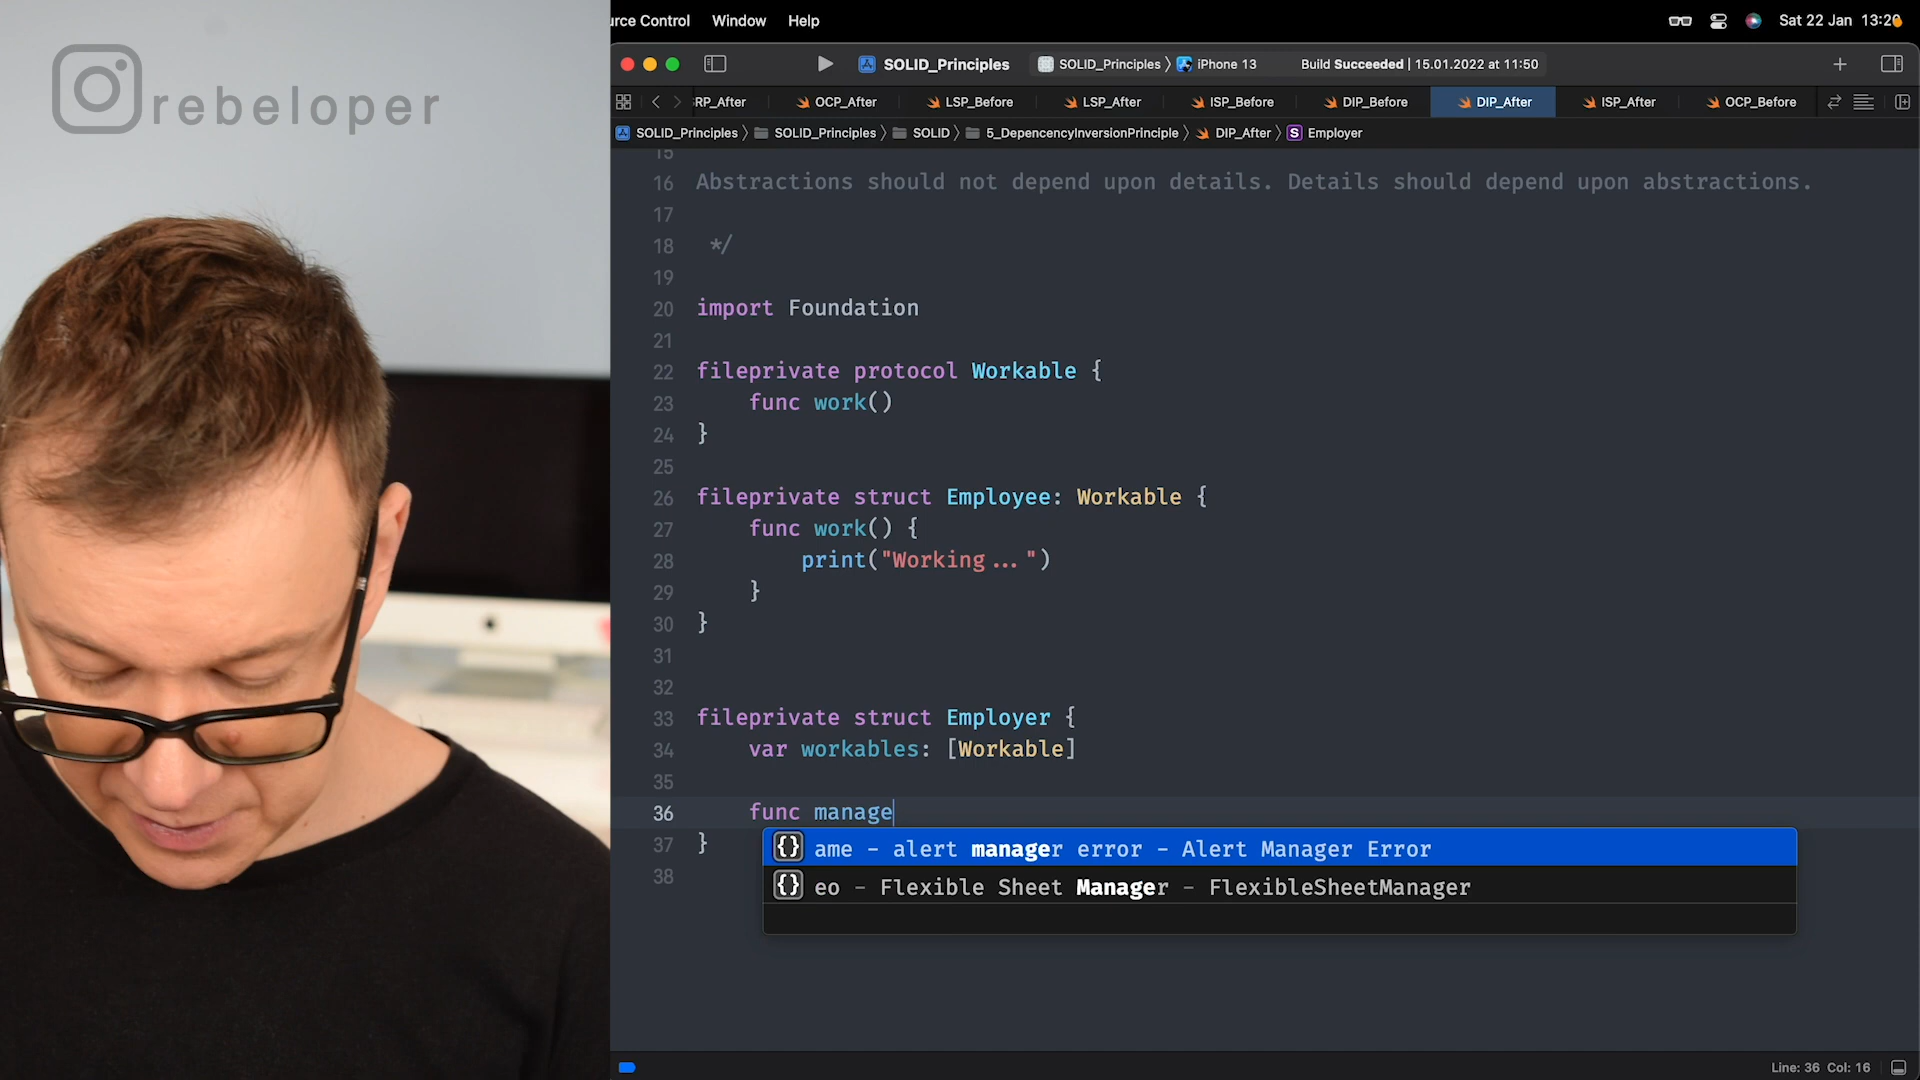 rebeloper
urce Control Window Help
Sat 22 Jan 13:20
SOLID_Principles
SOLID_Principles 〉 iPhone 13
Build Succeeded | 15.01.2022 at 11:50
RP_After OCP_After LSP_Before LSP_After ISP_Before DIP_Before DIP_After ISP_After OCP_Before
SOLID_Principles 〉 SOLID_Principles 〉 SOLID 〉 5_DepencencyInversionPrinciple 〉 DIP_After 〉 S Employer
15
16 Abstractions should not depend upon details. Details should depend upon abstractions.
17
18 */
19
20 import Foundation
21
22 fileprivate protocol Workable {
23 func work()
24 }
25
26 fileprivate struct Employee: Workable {
27 func work() {
28 print("Working...")
29 }
30 }
31
32
33 fileprivate struct Employer {
34 var workables: [Workable]
35
36 func manage
37 }
38
{} ame - alert manager error - Alert Manager Error
{} eo - Flexible Sheet Manager - FlexibleSheetManager
Line: 36 Col: 16